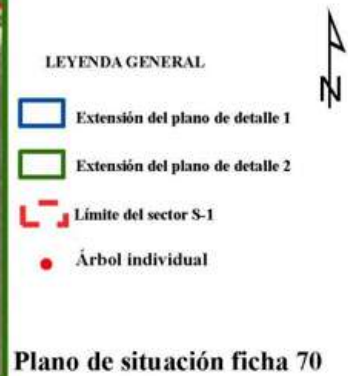 N
LEYENDA GENERAL
Extensión del plano de detalle 1
Extensión del plano de detalle 2
Límite del sector S-1
Árbol individual
Plano de situación ficha 70